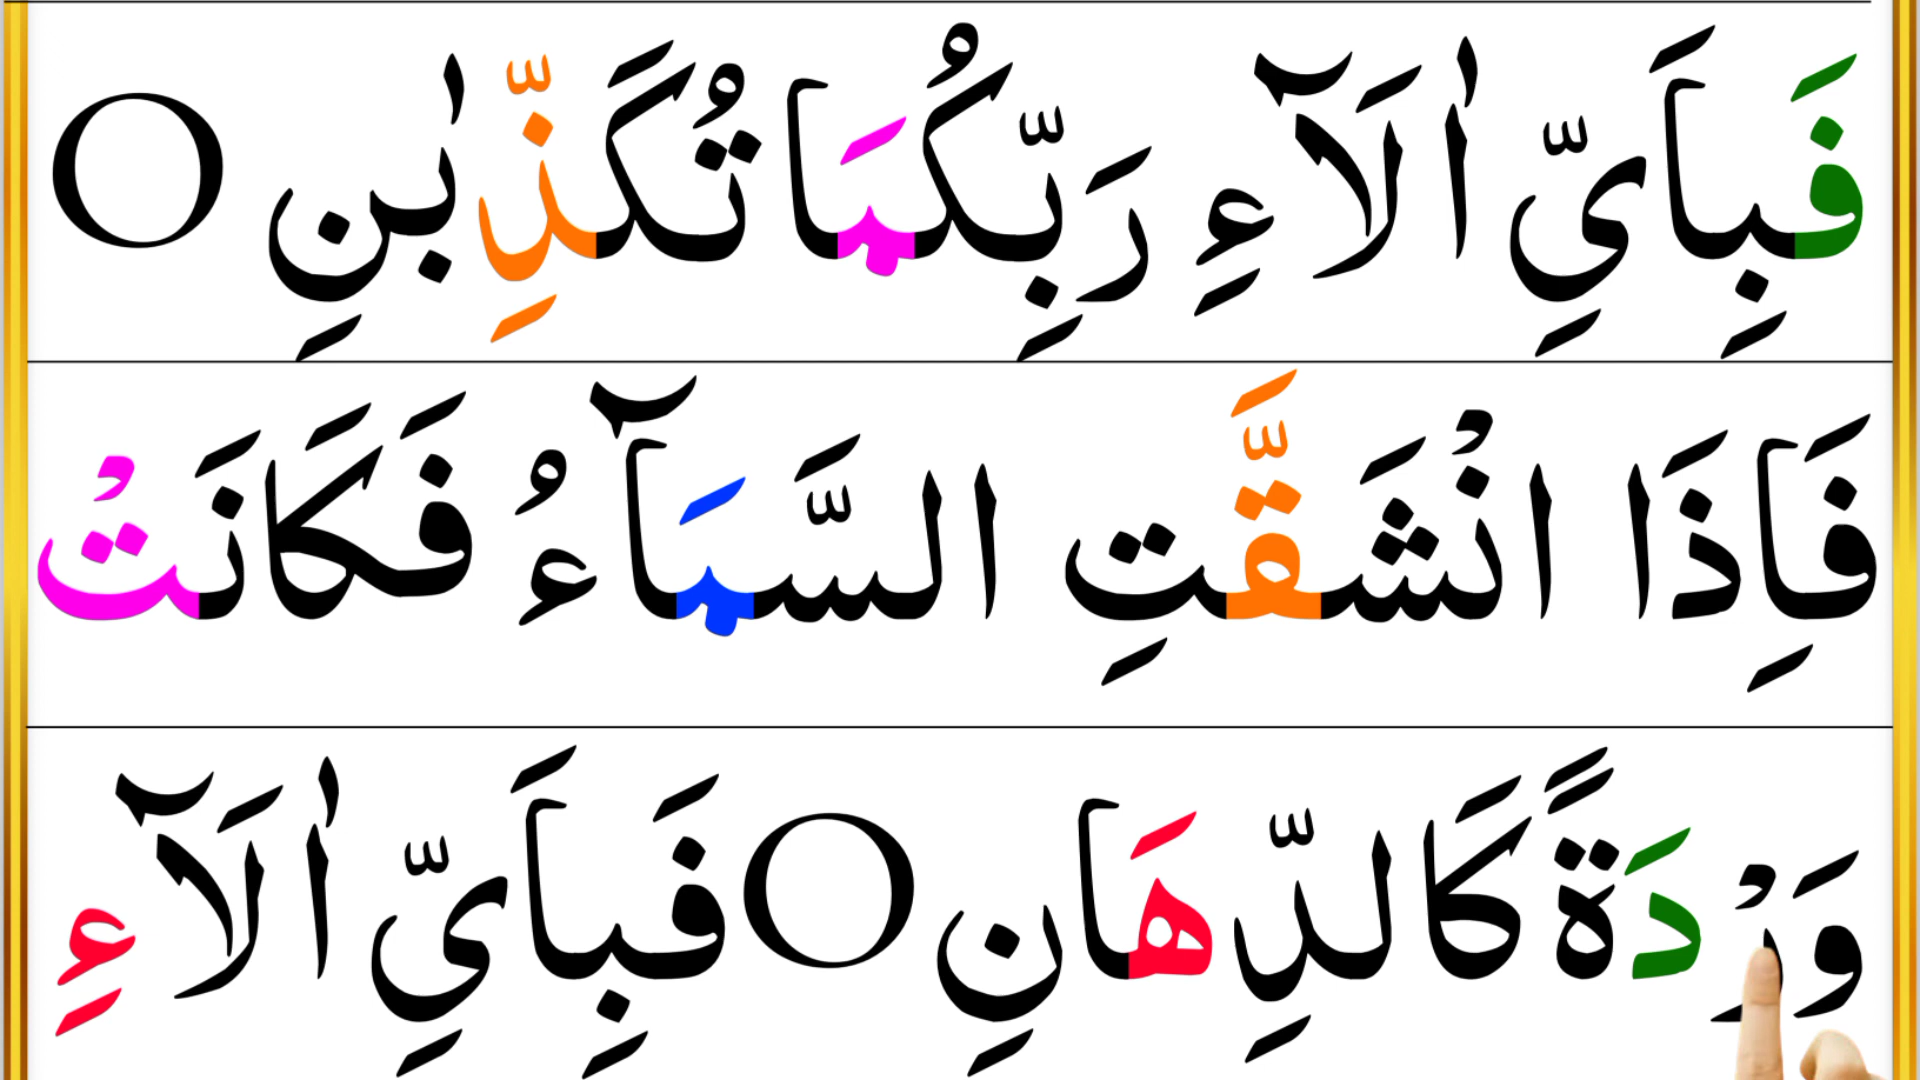 فَبِاَيِّ اٰلَآءِ رَبِّكُمَا تُكَذِّبٰنِ ○
فَاِذَا انْشَقَّتِ السَّمَآءُ فَكَانَتْ
وَرْدَةً كَالدِّهَانِ ○ فَبِاَيِّ اٰلَآءِ